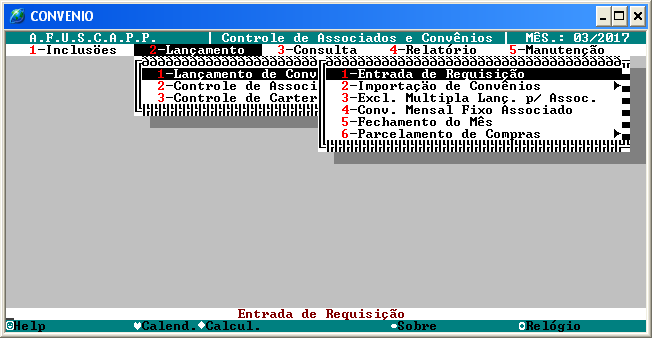 CONVENIO
A.F.U.S.C.A.P.P. | Controle de Associados e Convênios | MÊS.: 03/2017
1-Inclusões 2-Lançamento 3-Consulta 4-Relatório 5-Manutenção
1-Lançamento de Conv
2-Controle de Associ
3-Controle de Carter
1-Entrada de Requisição
2-Importação de Convênios
3-Excl. Multipla Lanç. p/ Assoc.
4-Conv. Mensal Fixo Associado
5-Fechamento do Mês
6-Parcelamento de Compras
Entrada de Requisição
Help Calend. Calcul. Sobre Relógio